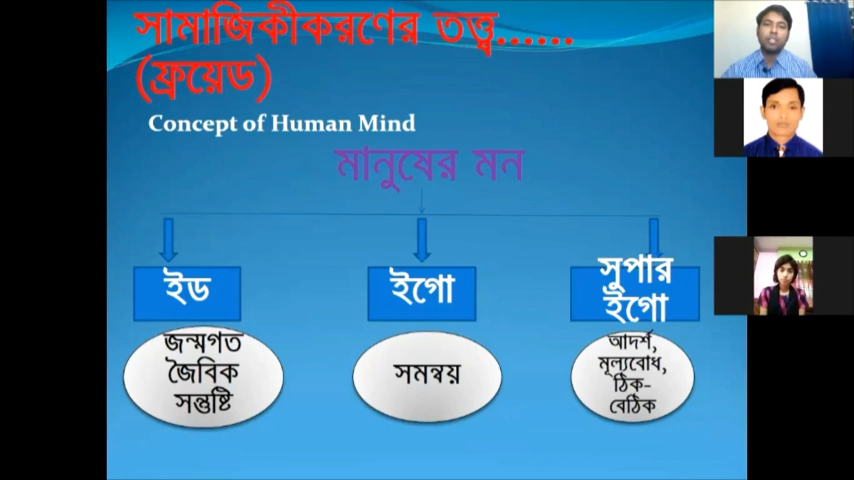 সামাজিকীকরণের তত্ত্ব......
(ফ্রয়েড)
Concept of Human Mind
মানুষের মন
ইড
ইগো
সুপার
ইগো
জন্মগত
জৈবিক
সন্তুষ্টি
সমন্বয়
আদর্শ,
মূল্যবোধ,
ঠিক-
বেঠিক